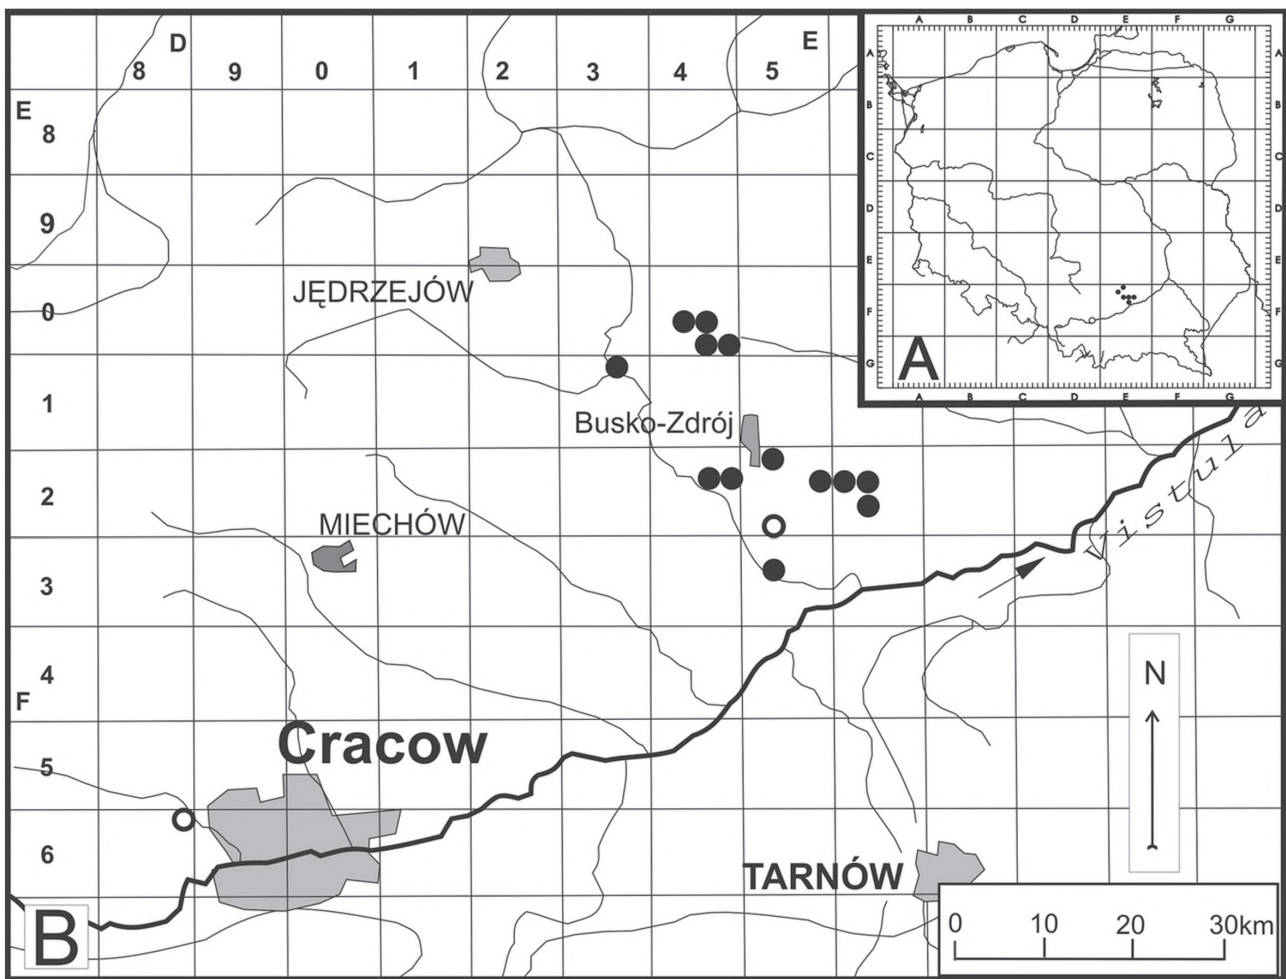 D
E
8 9 0 1 2 3 4 5
E
8
9
0
1
2
3
4
F
5
6
JĘDRZEJÓW
Busko-Zdrój
MIECHÓW
Cracow
TARNÓW
Vistula
N
0 10 20 30km
B
A B C D E F G
A
B
C
D
E
F
G
A
B
C
D
E
F
G
A B C D E F G
A